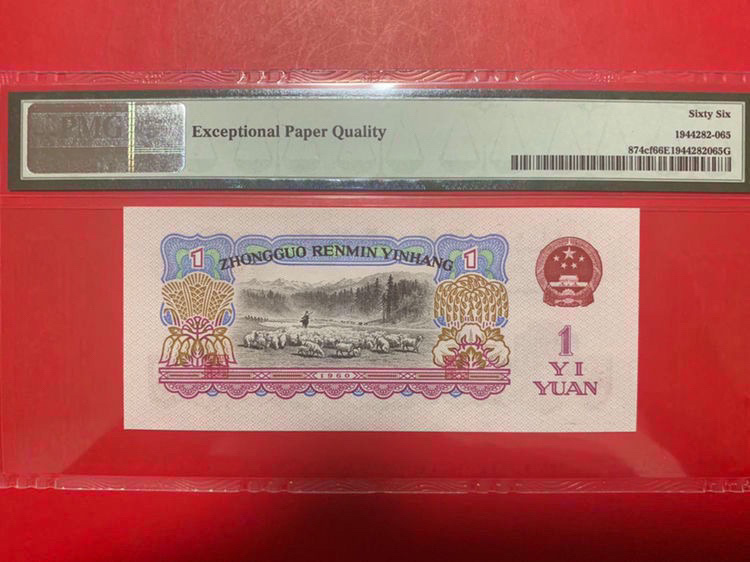 PMG
Exceptional Paper Quality
Sixty Six
1944282-065
874cf66E1944282065G
1
ZHONGGUO RENMIN YINHANG
1
1960
1
YI
YUAN